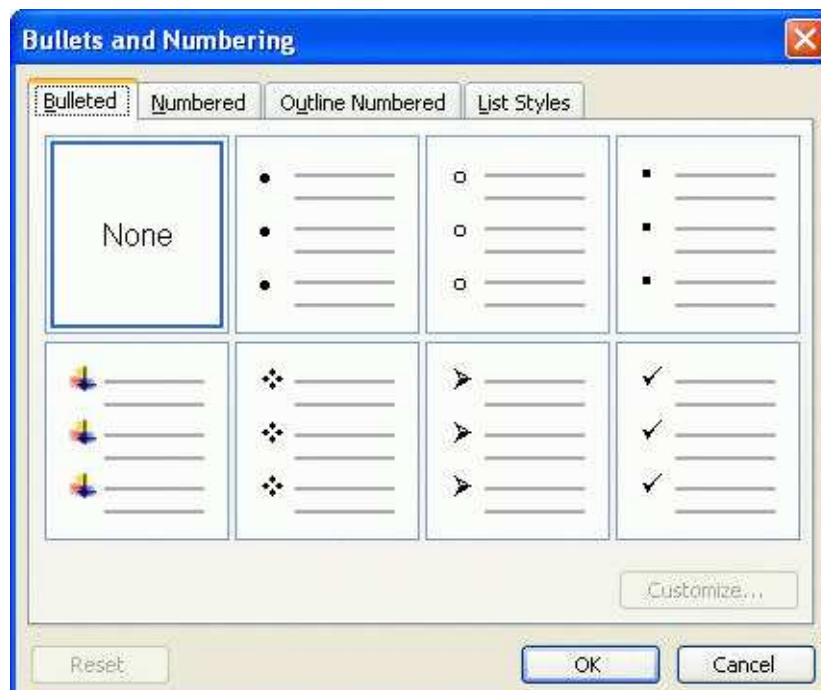 Bullets and Numbering
Bulleted Numbered Outline Numbered List Styles
None
Customize...
Reset OK Cancel